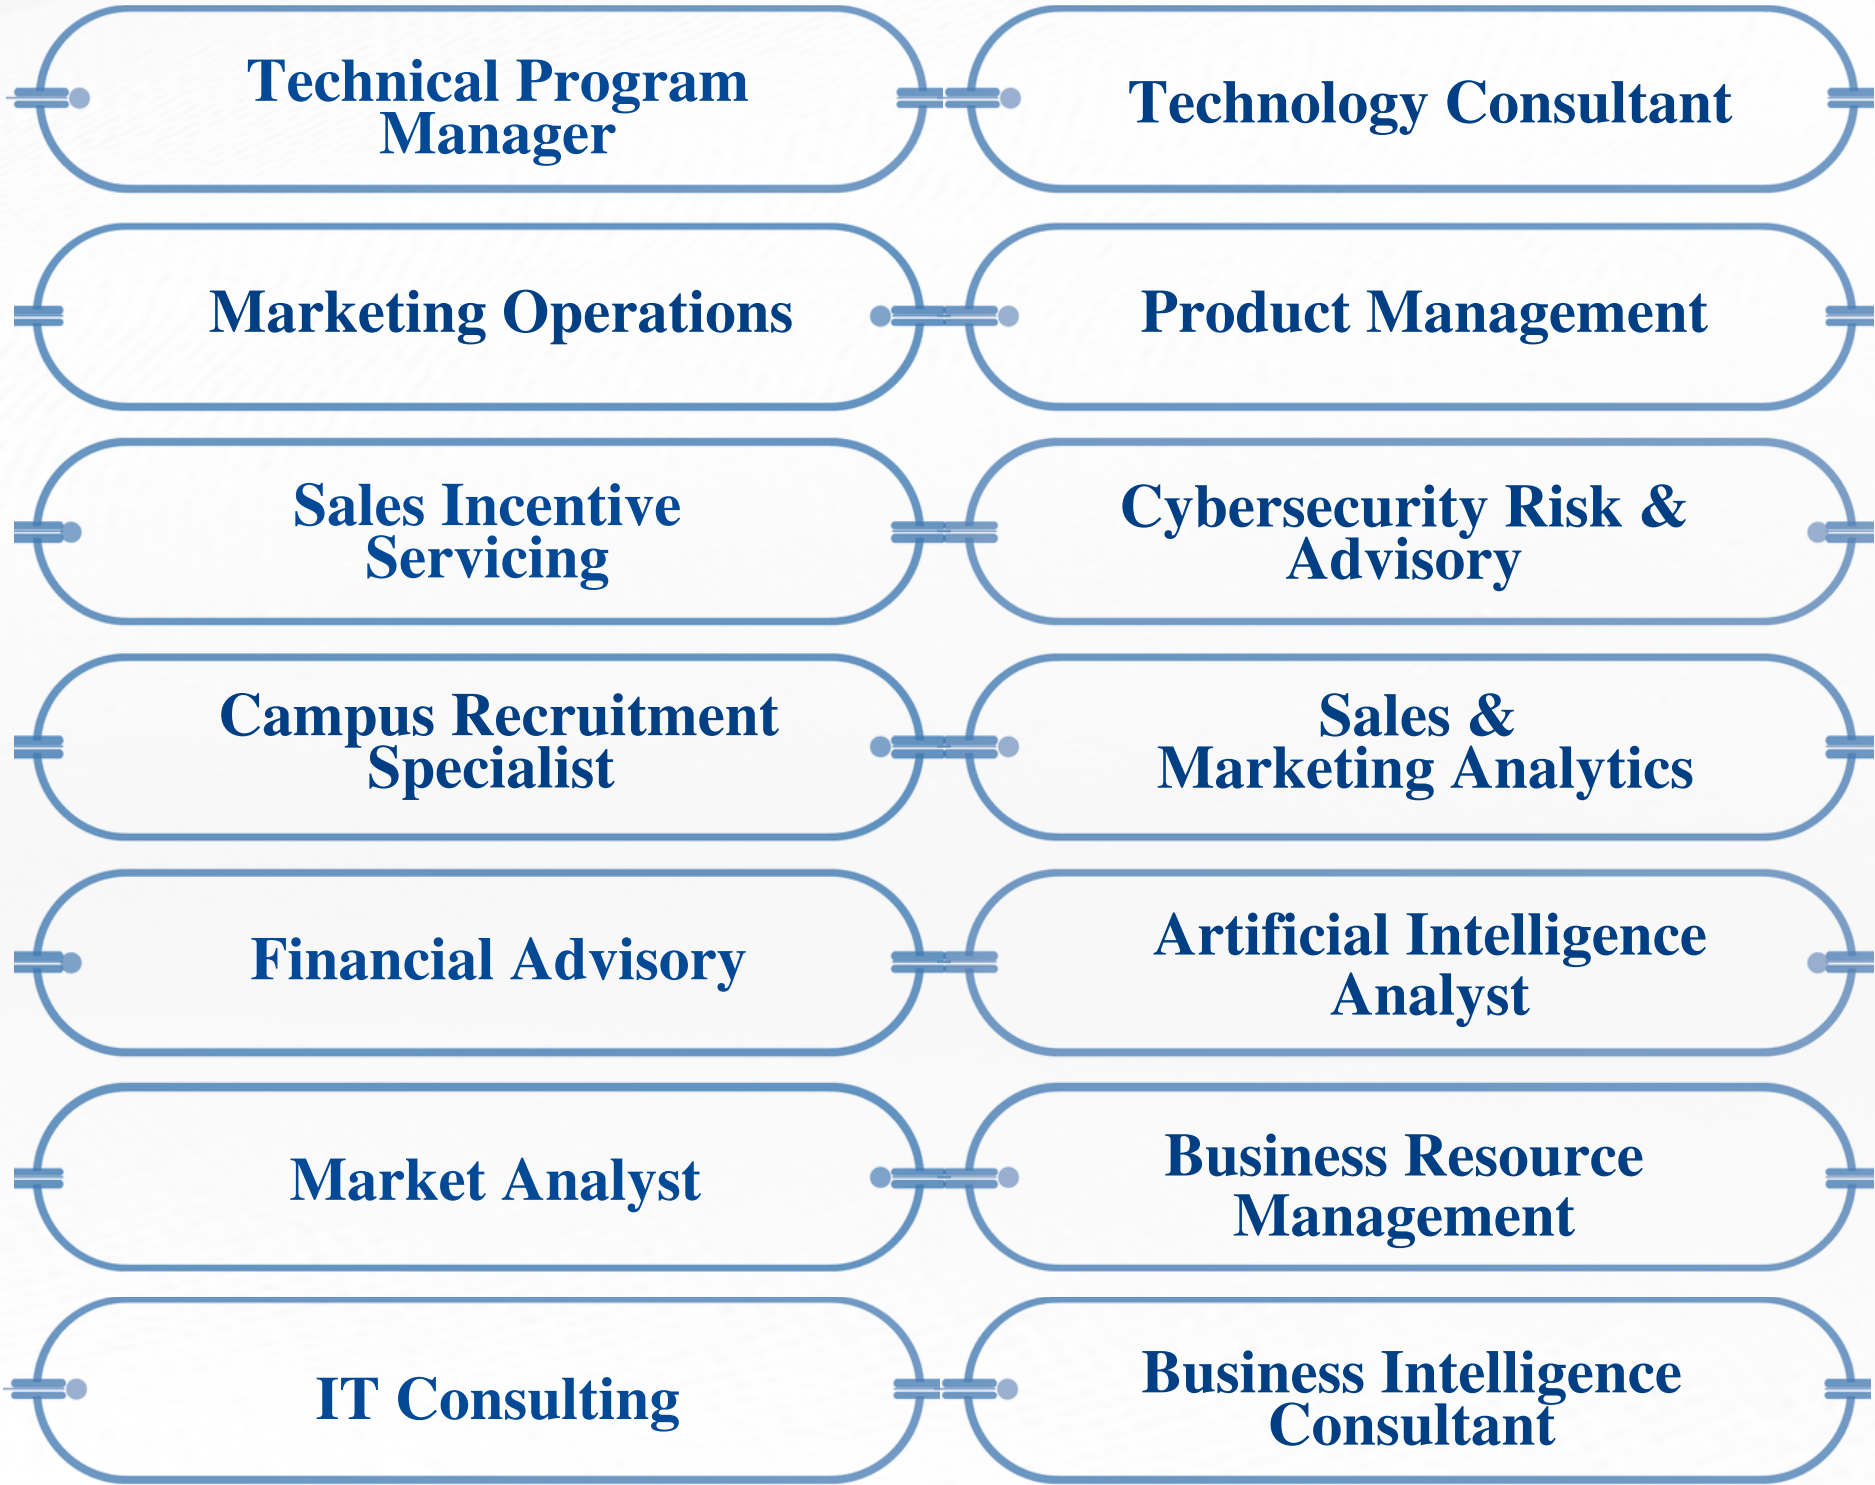 Technical Program
Manager
Technology Consultant
Marketing Operations
Product Management
Sales Incentive
Servicing
Cybersecurity Risk &
Advisory
Campus Recruitment
Specialist
Sales &
Marketing Analytics
Financial Advisory
Artificial Intelligence
Analyst
Market Analyst
Business Resource
Management
IT Consulting
Business Intelligence
Consultant